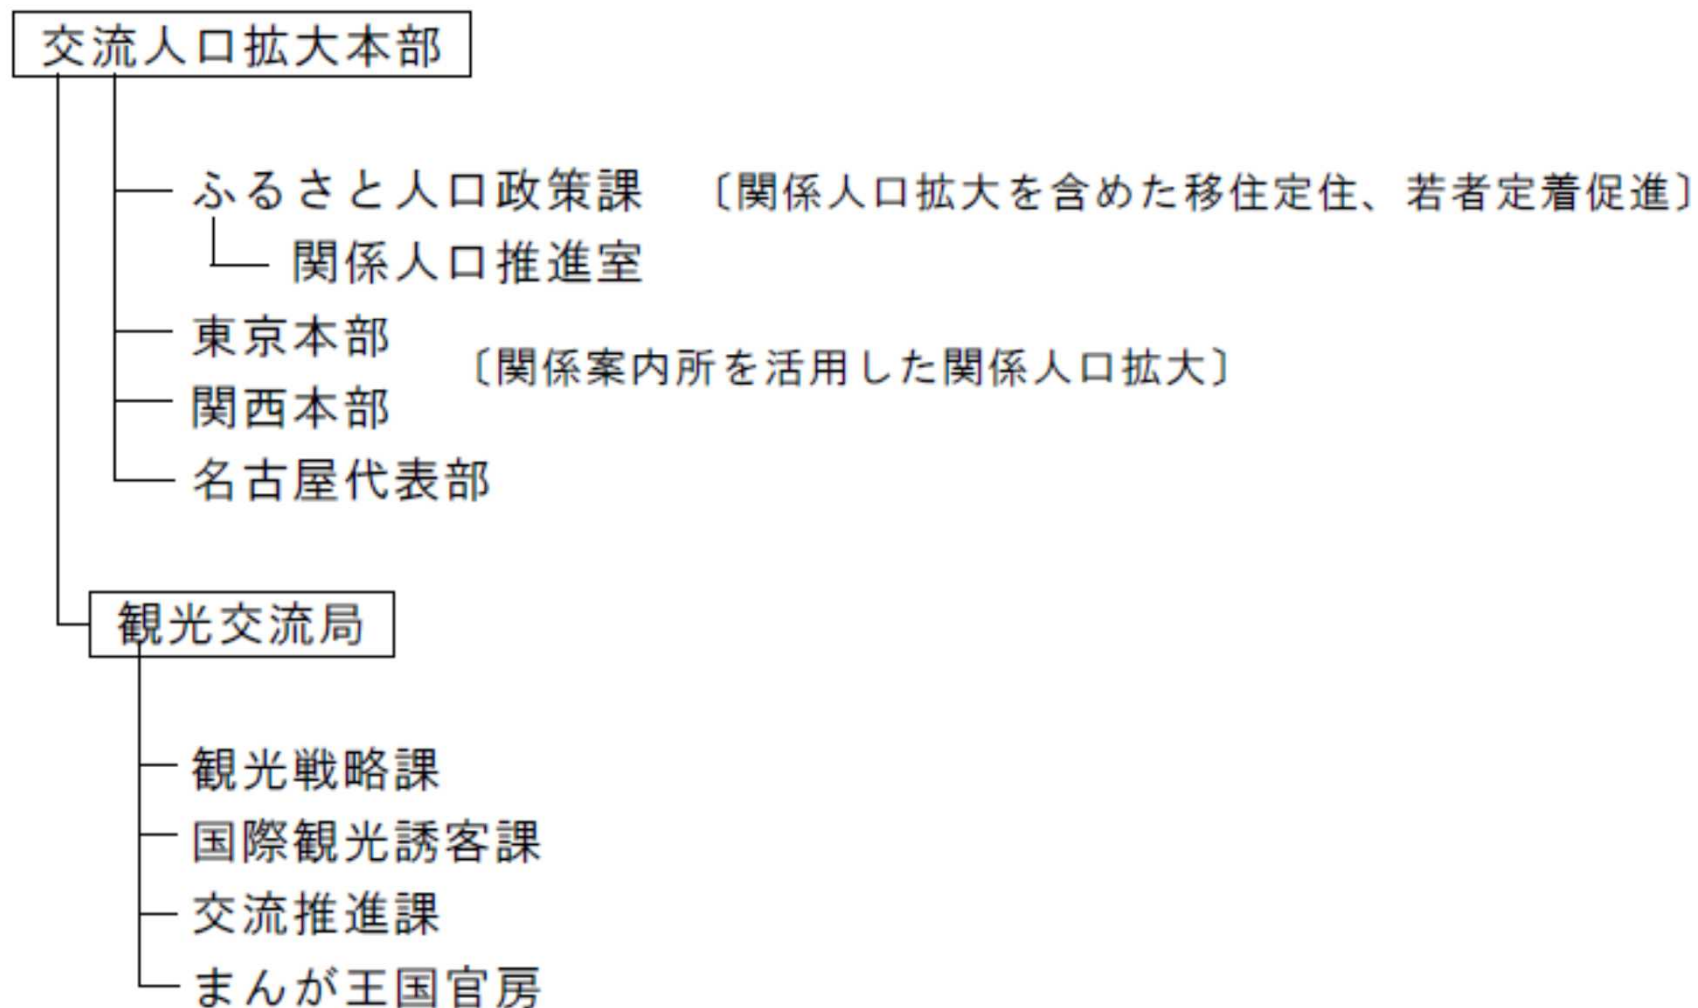 交流人口拡大本部
ふるさと人口政策課 〔関係人口拡大を含めた移住定住、若者定着促進〕
関係人口推進室
東京本部
〔関係案内所を活用した関係人口拡大〕
関西本部
名古屋代表部
観光交流局
観光戦略課
国際観光誘客課
交流推進課
まんが王国官房